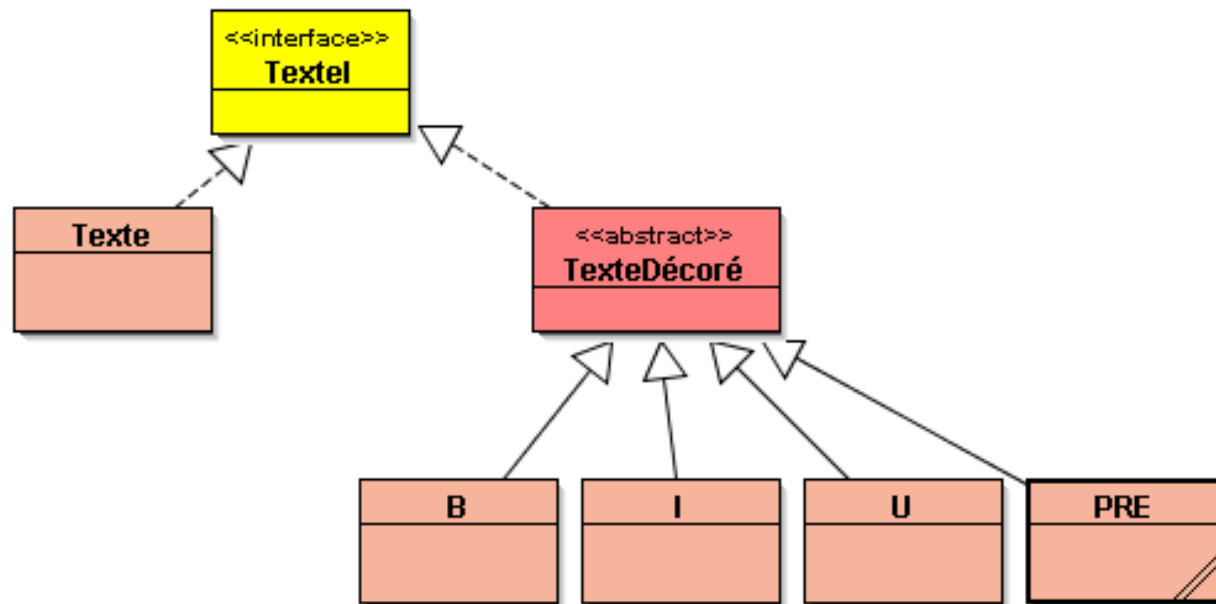 <<interface>>
TexteI
Texte
<<abstract>>
TexteDécoré
B
I
U
PRE